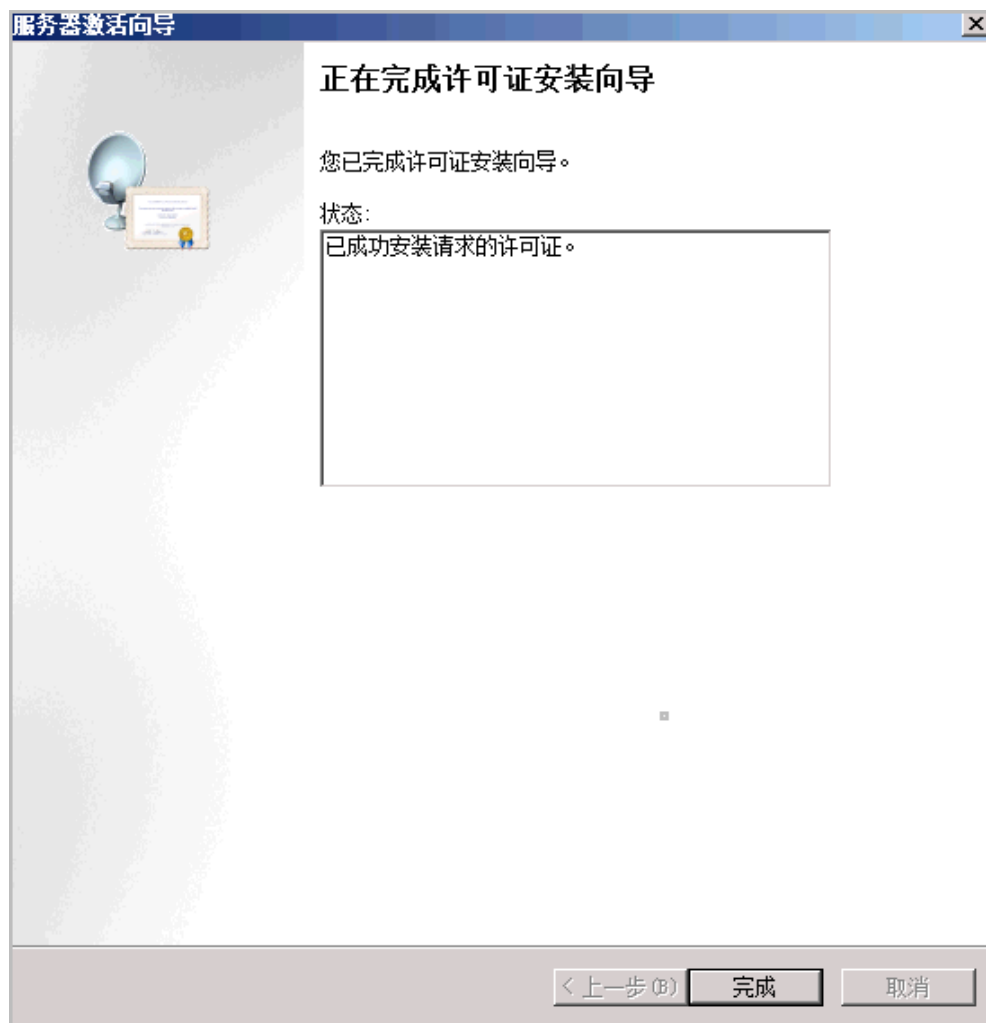 服务器激活向导
正在完成许可证安装向导
您已完成许可证安装向导。
状态:
已成功安装请求的许可证。
< 上一步(B)
完成
取消